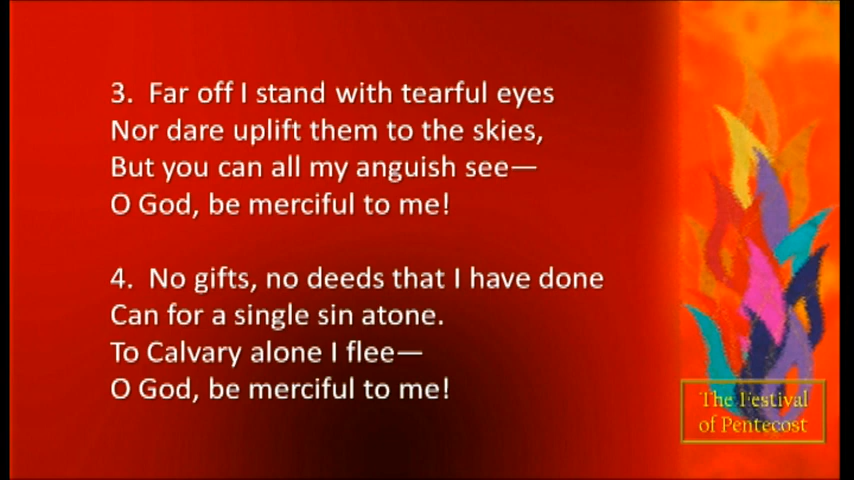 3. Far off I stand with tearful eyes
Nor dare uplift them to the skies,
But you can all my anguish see—
O God, be merciful to me!
4. No gifts, no deeds that I have done
Can for a single sin atone.
To Calvary alone I flee—
O God, be merciful to me!
The Festival
of Pentecost